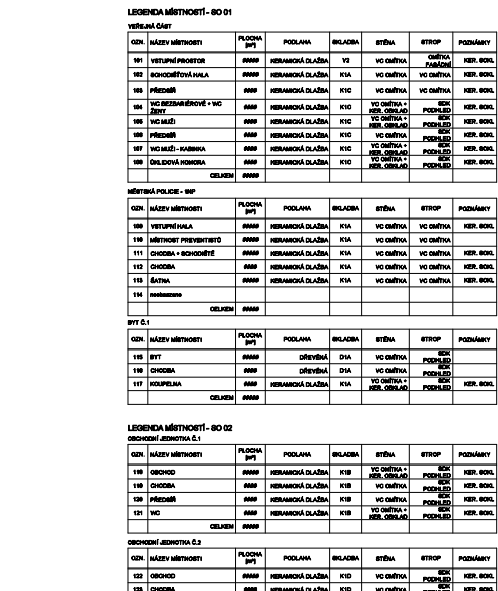 LEGENDA MÍSTNOSTÍ - SO 01
VEŘEJNÁ ČÁST
OZN. NÁZEV MÍSTNOSTI PLOCHA [m²] PODLAHA SKLADBA STĚNA STROP POZNÁMKY
101 VSTUPNÍ PROSTOR ##### KERAMICKÁ DLAŽBA V2 VC OMÍTKA OMÍTKA FASÁDNÍ KER. SOKL
102 SCHODIŠŤOVÁ HALA ##### KERAMICKÁ DLAŽBA K1A VC OMÍTKA VC OMÍTKA KER. SOKL
103 PŘEDSÍŇ #### KERAMICKÁ DLAŽBA K1C VC OMÍTKA VC OMÍTKA KER. SOKL
104 WC BEZBARIÉROVÉ + WC ŽENY #### KERAMICKÁ DLAŽBA K1C VC OMÍTKA + KER. OBKLAD SDK PODHLED KER. SOKL
105 WC MUŽI #### KERAMICKÁ DLAŽBA K1C VC OMÍTKA + KER. OBKLAD SDK PODHLED KER. SOKL
106 PŘEDSÍŇ #### KERAMICKÁ DLAŽBA K1C VC OMÍTKA SDK PODHLED KER. SOKL
107 WC MUŽI - KABINKA #### KERAMICKÁ DLAŽBA K1C VC OMÍTKA + KER. OBKLAD SDK PODHLED KER. SOKL
108 ÚKLIDOVÁ KOMORA #### KERAMICKÁ DLAŽBA K1C VC OMÍTKA + KER. OBKLAD SDK PODHLED KER. SOKL
CELKEM #####
MĚSTSKÁ POLICIE - 1NP
OZN. NÁZEV MÍSTNOSTI PLOCHA [m²] PODLAHA SKLADBA STĚNA STROP POZNÁMKY
109 VSTUPNÍ HALA ##### KERAMICKÁ DLAŽBA K1A VC OMÍTKA VC OMÍTKA KER. SOKL
110 MÍSTNOST PREVENTISTŮ ##### KERAMICKÁ DLAŽBA K1A VC OMÍTKA VC OMÍTKA
111 CHODBA + SCHODIŠTĚ ##### KERAMICKÁ DLAŽBA K1A VC OMÍTKA VC OMÍTKA KER. SOKL
112 CHODBA #### KERAMICKÁ DLAŽBA K1A VC OMÍTKA VC OMÍTKA KER. SOKL
113 ŠATNA ##### KERAMICKÁ DLAŽBA K1A VC OMÍTKA VC OMÍTKA KER. SOKL
114 neobsazeno
CELKEM #####
BYT Č.1
OZN. NÁZEV MÍSTNOSTI PLOCHA [m²] PODLAHA SKLADBA STĚNA STROP POZNÁMKY
115 BYT ##### DŘEVĚNÁ D1A VC OMÍTKA SDK PODHLED
116 CHODBA #### DŘEVĚNÁ D1A VC OMÍTKA SDK PODHLED
117 KOUPELNA #### KERAMICKÁ DLAŽBA K1A VC OMÍTKA + KER. OBKLAD SDK PODHLED KER. SOKL
CELKEM #####
LEGENDA MÍSTNOSTÍ - SO 02
OBCHODNÍ JEDNOTKA Č.1
OZN. NÁZEV MÍSTNOSTI PLOCHA [m²] PODLAHA SKLADBA STĚNA STROP POZNÁMKY
118 OBCHOD ##### KERAMICKÁ DLAŽBA K1B VC OMÍTKA + KER. OBKLAD SDK PODHLED KER. SOKL
119 CHODBA #### KERAMICKÁ DLAŽBA K1B VC OMÍTKA SDK PODHLED KER. SOKL
120 PŘEDSÍŇ #### KERAMICKÁ DLAŽBA K1B VC OMÍTKA SDK PODHLED KER. SOKL
121 WC #### KERAMICKÁ DLAŽBA K1B VC OMÍTKA + KER. OBKLAD SDK PODHLED KER. SOKL
CELKEM #####
OBCHODNÍ JEDNOTKA Č.2
OZN. NÁZEV MÍSTNOSTI PLOCHA [m²] PODLAHA SKLADBA STĚNA STROP POZNÁMKY
122 OBCHOD ##### KERAMICKÁ DLAŽBA K1D VC OMÍTKA SDK PODHLED KER. SOKL
123 CHODBA #### KERAMICKÁ DLAŽBA K1D VC OMÍTKA SDK KER. SOKL